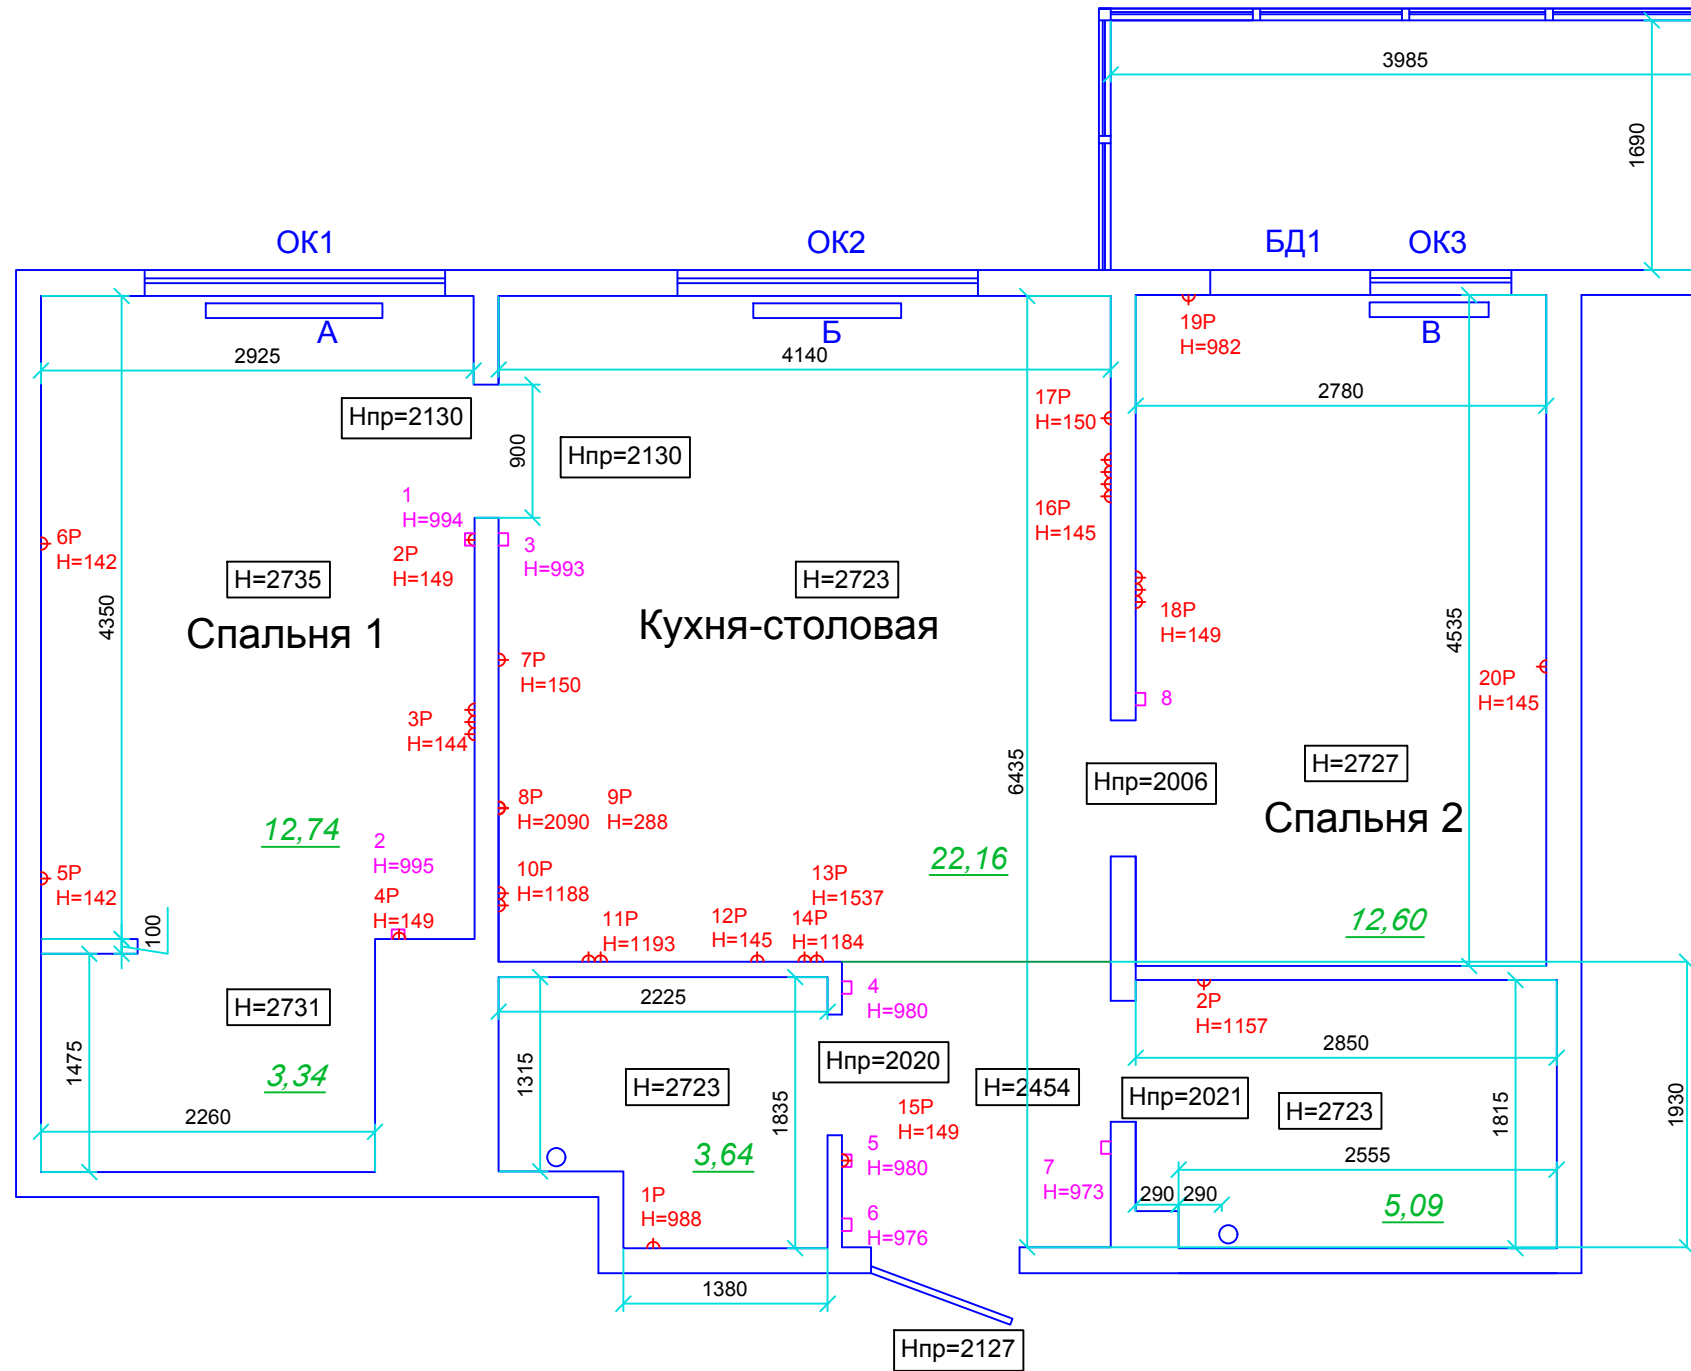 3985
1690
ОК1
ОК2
БД1
ОК3
А
Б
В
19Р
Н=982
2925
4140
2780
Нпр=2130
900
Нпр=2130
17Р
Н=150
1
Н=994
2Р
Н=149
3
Н=993
16Р
Н=145
6Р
Н=142
4350
Н=2735
Спальня 1
Н=2723
Кухня-столовая
18Р
Н=149
4535
7Р
Н=150
8
20Р
Н=145
3Р
Н=144
6435
Нпр=2006
Н=2727
Спальня 2
8Р
Н=2090
9Р
Н=288
12,74
2
Н=995
22,16
10Р
Н=1188
13Р
Н=1537
5Р
Н=142
4Р
Н=149
100
11Р
Н=1193
12Р
Н=145
14Р
Н=1184
12,60
Н=2731
2225
4
Н=980
2Р
Н=1157
1475
3,34
1315
Н=2723
1835
Нпр=2020
Н=2454
2850
Нпр=2021
Н=2723
1815
1930
2260
15Р
Н=149
3,64
5
Н=980
7
Н=973
2555
290
290
5,09
1Р
Н=988
6
Н=976
1380
Нпр=2127